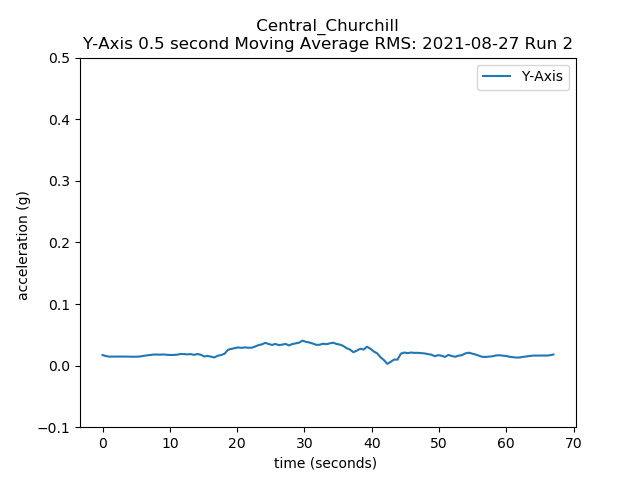 Central_Churchill
Y-Axis 0.5 second Moving Average RMS: 2021-08-27 Run 2
Y-Axis
acceleration (g)
0.5
0.4
0.3
0.2
0.1
0.0
−0.1
0 10 20 30 40 50 60 70
time (seconds)